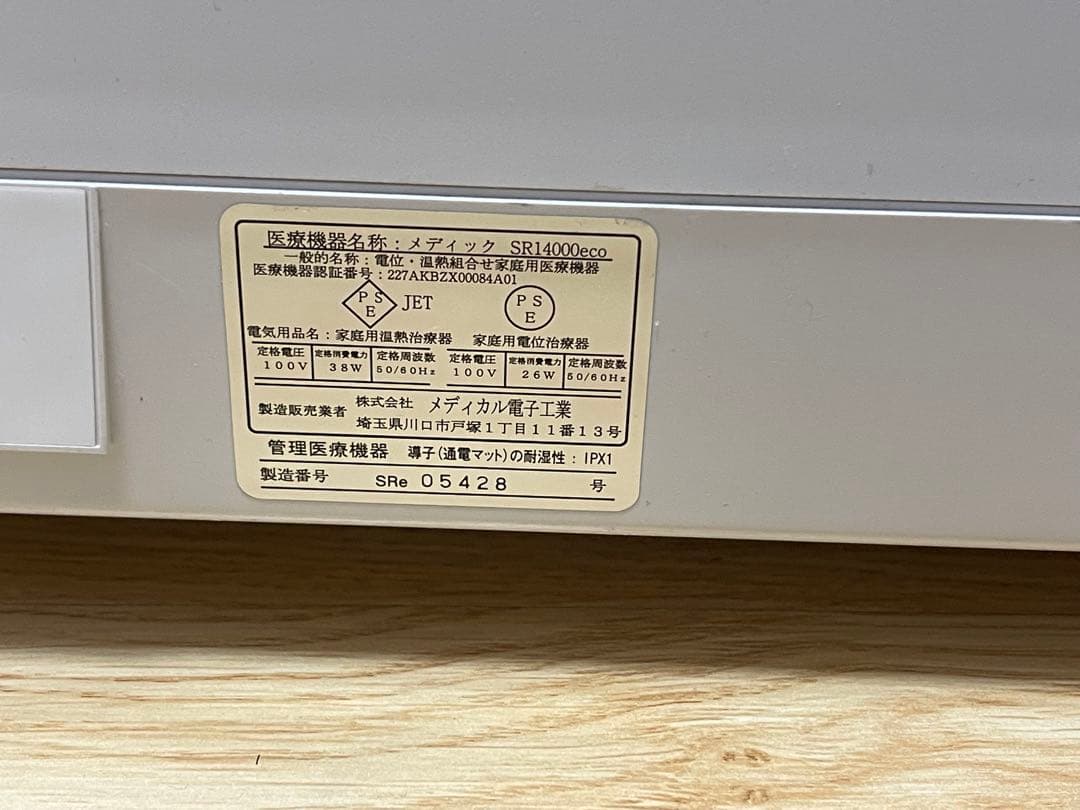 医療機器名称：メディック SR14000eco
一般的名称：電位・温熱組合せ家庭用医療機器
医療機器認証番号：227AKBZX00084A01
PSE JET PSE
電気用品名：家庭用温熱治療器 家庭用電位治療器
定格電圧 定格消費電力 定格周波数 定格電圧 定格消費電力 定格周波数
100V 38W 50/60Hz 100V 26W 50/60Hz
製造販売業者 株式会社 メディカル電子工業
埼玉県川口市戸塚１丁目１１番１３号
管理医療機器 導子(通電マット)の耐湿性：IPX1
製造番号 SRe 05428 号